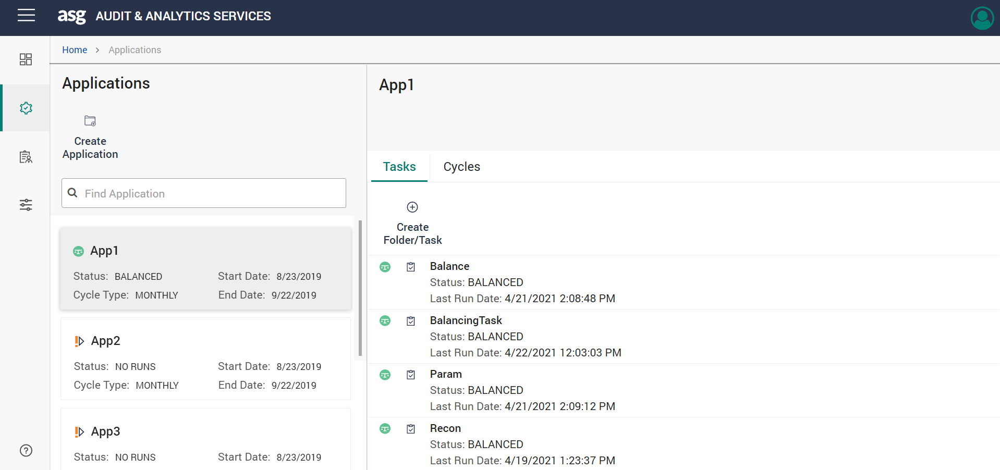 asg AUDIT & ANALYTICS SERVICES
Home > Applications
Applications
Create
Application
Find Application
App1
Status: BALANCED Start Date: 8/23/2019
Cycle Type: MONTHLY End Date: 9/22/2019
App2
Status: NO RUNS Start Date: 8/23/2019
Cycle Type: MONTHLY End Date: 9/22/2019
App3
Status: NO RUNS Start Date: 8/23/2019
App1
Tasks Cycles
Create
Folder/Task
Balance
Status: BALANCED
Last Run Date: 4/21/2021 2:08:48 PM
BalancingTask
Status: BALANCED
Last Run Date: 4/22/2021 12:03:03 PM
Param
Status: BALANCED
Last Run Date: 4/21/2021 2:09:12 PM
Recon
Status: BALANCED
Last Run Date: 4/19/2021 1:23:37 PM